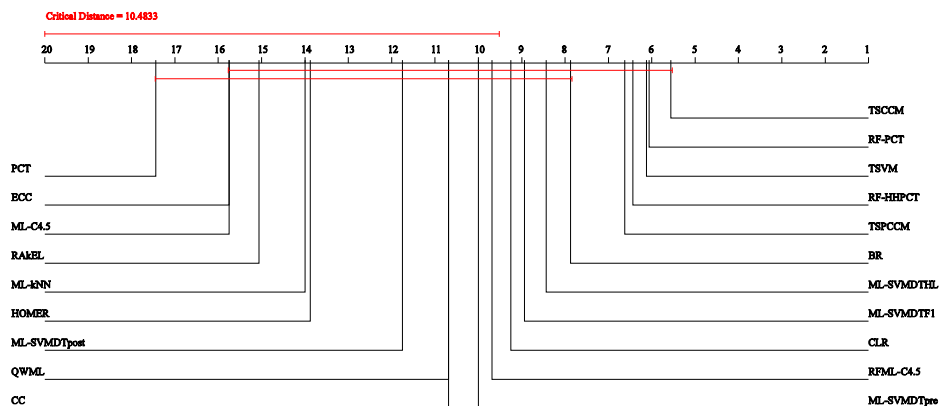 Critical Distance = 10.4833
20 19 18 17 16 15 14 13 12 11 10 9 8 7 6 5 4 3 2 1
TSCCM
RF-PCT
PCT TSVM
ECC RF-HHPCT
ML-C4.5 TSPCCM
RAkEL BR
ML-kNN ML-SVMDTHL
HOMER ML-SVMDTF1
ML-SVMDTpost CLR
QWML RFML-C4.5
CC ML-SVMDTpre